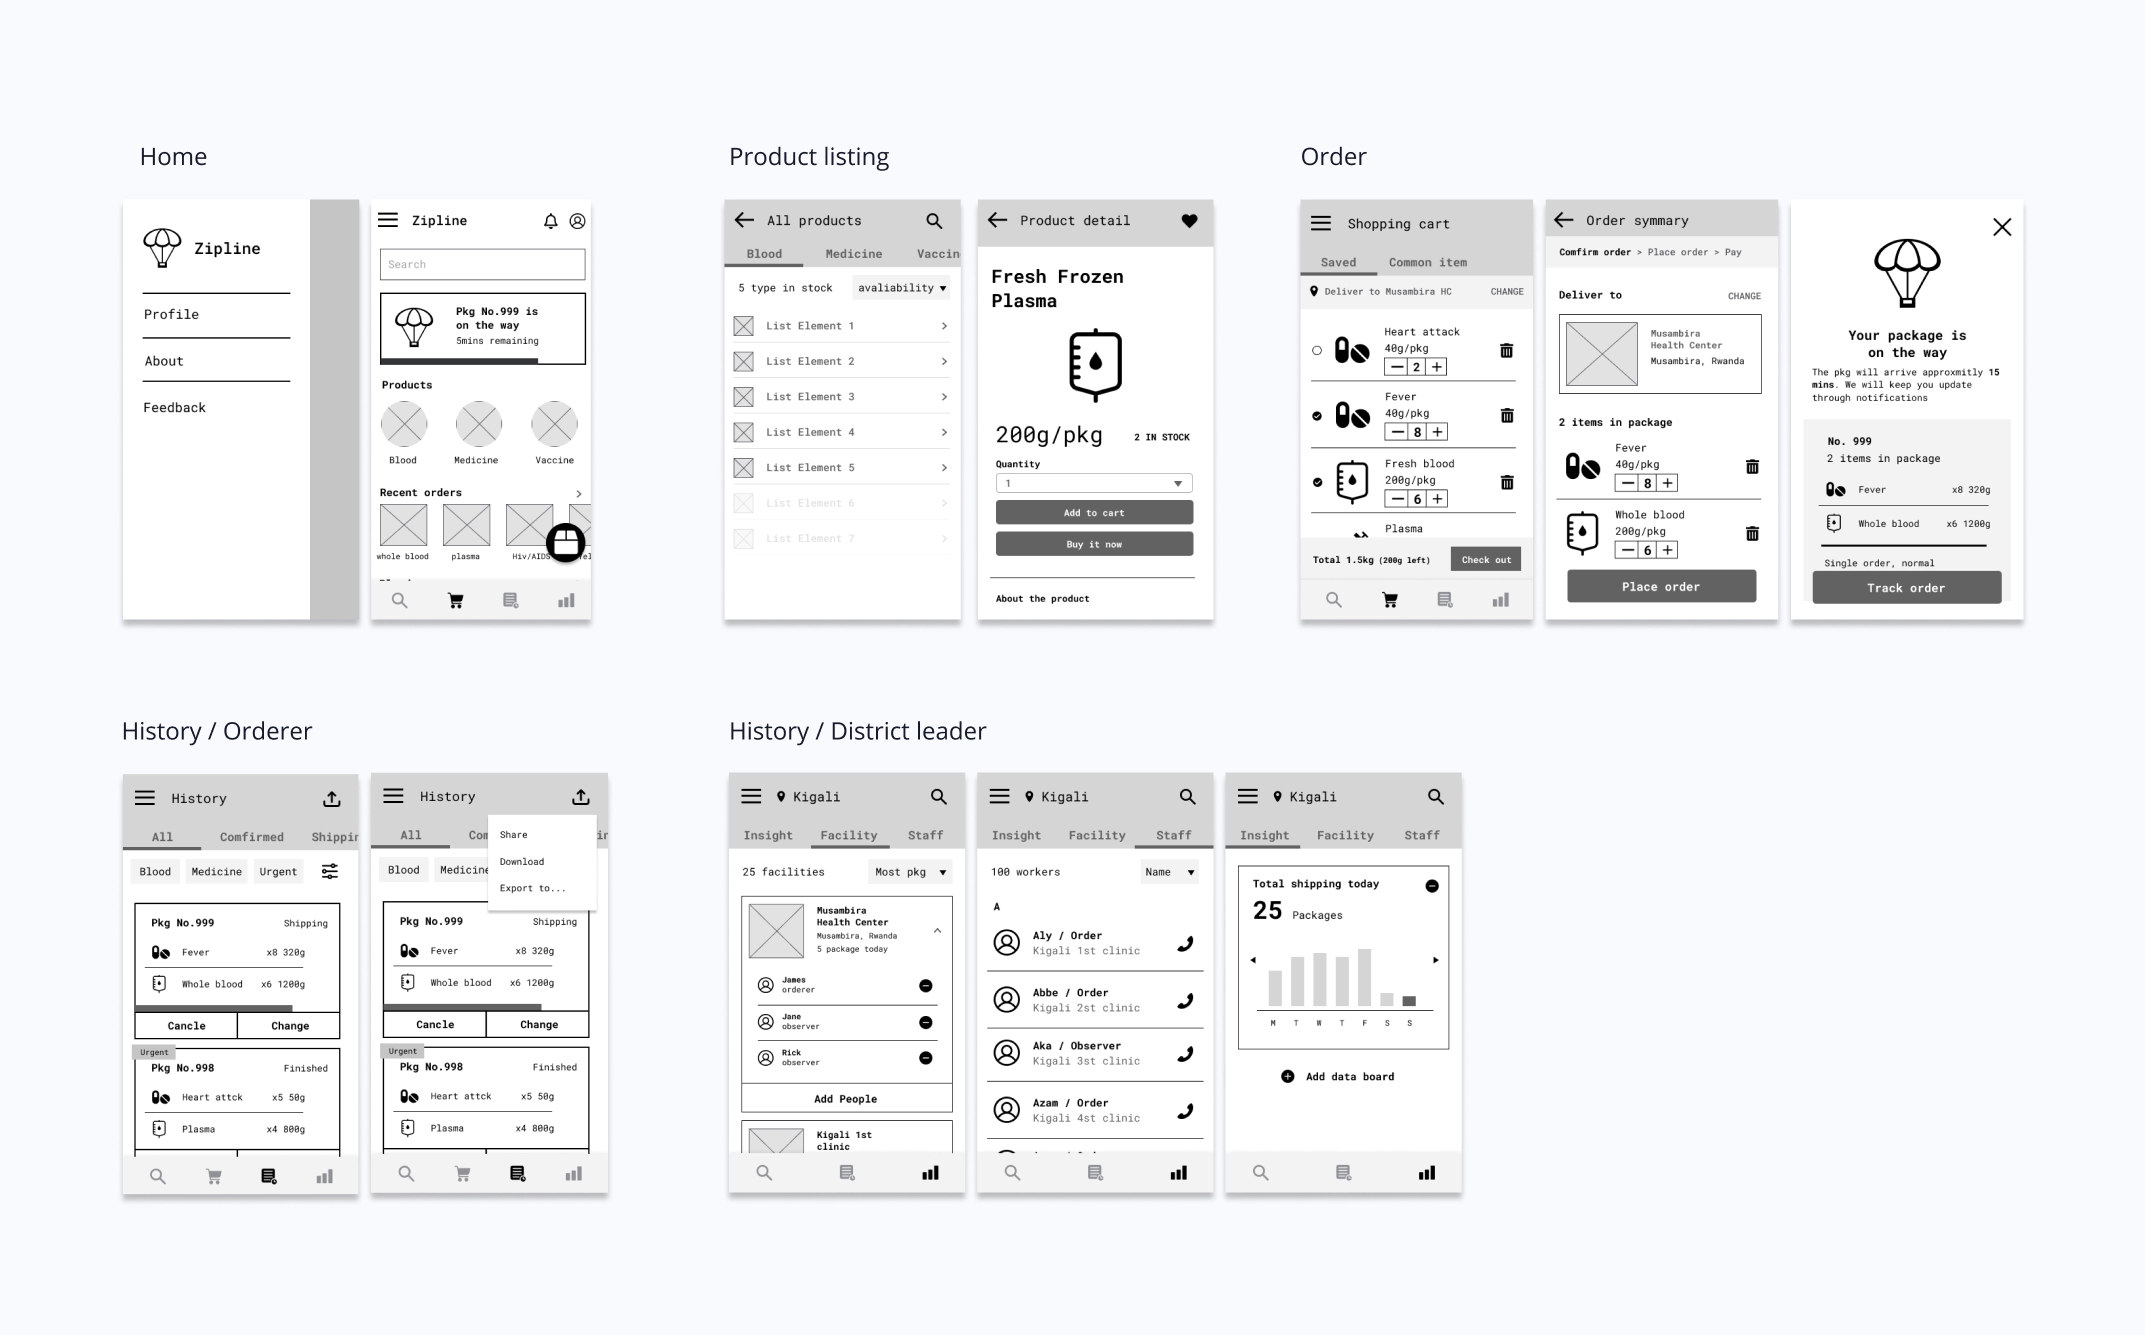 Home
Zipline
Profile
About
Feedback
Zipline
Search
Pkg No.999 is
on the way
5mins remaining
Products
Blood Medicine Vaccine
Recent orders
whole blood plasma Hiv/AIDS
Product listing
All products
Blood Medicine Vaccin
5 type in stock avaliability
List Element 1
List Element 2
List Element 3
List Element 4
List Element 5
List Element 6
List Element 7
Product detail
Fresh Frozen
Plasma
200g/pkg 2 IN STOCK
Quantity
1
Add to cart
Buy it now
About the product
Order
Shopping cart
Saved Common item
Deliver to Musambira HC CHANGE
Heart attack
40g/pkg
2
Fever
40g/pkg
8
Fresh blood
200g/pkg
6
Plasma
Total 1.5kg (200g left) Check out
Order symmary
Comfirm order > Place order > Pay
Deliver to CHANGE
Musambira
Health Center
Musambira, Rwanda
2 items in package
Fever
40g/pkg
8
Whole blood
200g/pkg
6
Place order
Your package is
on the way
The pkg will arrive approxmitly 15
mins. We will keep you update
through notifications
No. 999
2 items in package
Fever x8 320g
Whole blood x6 1200g
Single order, normal
Track order
History / Orderer
History
All Comfirmed Shippin
Blood Medicine Urgent
Pkg No.999 Shipping
Fever x8 320g
Whole blood x6 1200g
Cancle Change
Urgent
Pkg No.998 Finished
Heart attck x5 50g
Plasma x4 800g
History
All Com in
Share
Download
Export to...
Blood Medicine
Pkg No.999 Shipping
Fever x8 320g
Whole blood x6 1200g
Cancle Change
Urgent
Pkg No.998 Finished
Heart attck x5 50g
Plasma x4 800g
History / District leader
Kigali
Insight Facility Staff
25 facilities Most pkg
Musambira
Health Center
Musambira, Rwanda
5 package today
James
orderer
Jane
observer
Rick
observer
Add People
Kigali 1st
clinic
Kigali
Insight Facility Staff
100 workers Name
A
Aly / Order
Kigali 1st clinic
Abbe / Order
Kigali 2st clinic
Aka / Observer
Kigali 3st clinic
Azam / Order
Kigali 4st clinic
Kigali
Insight Facility Staff
Total shipping today
25 Packages
M T W T F S S
Add data board